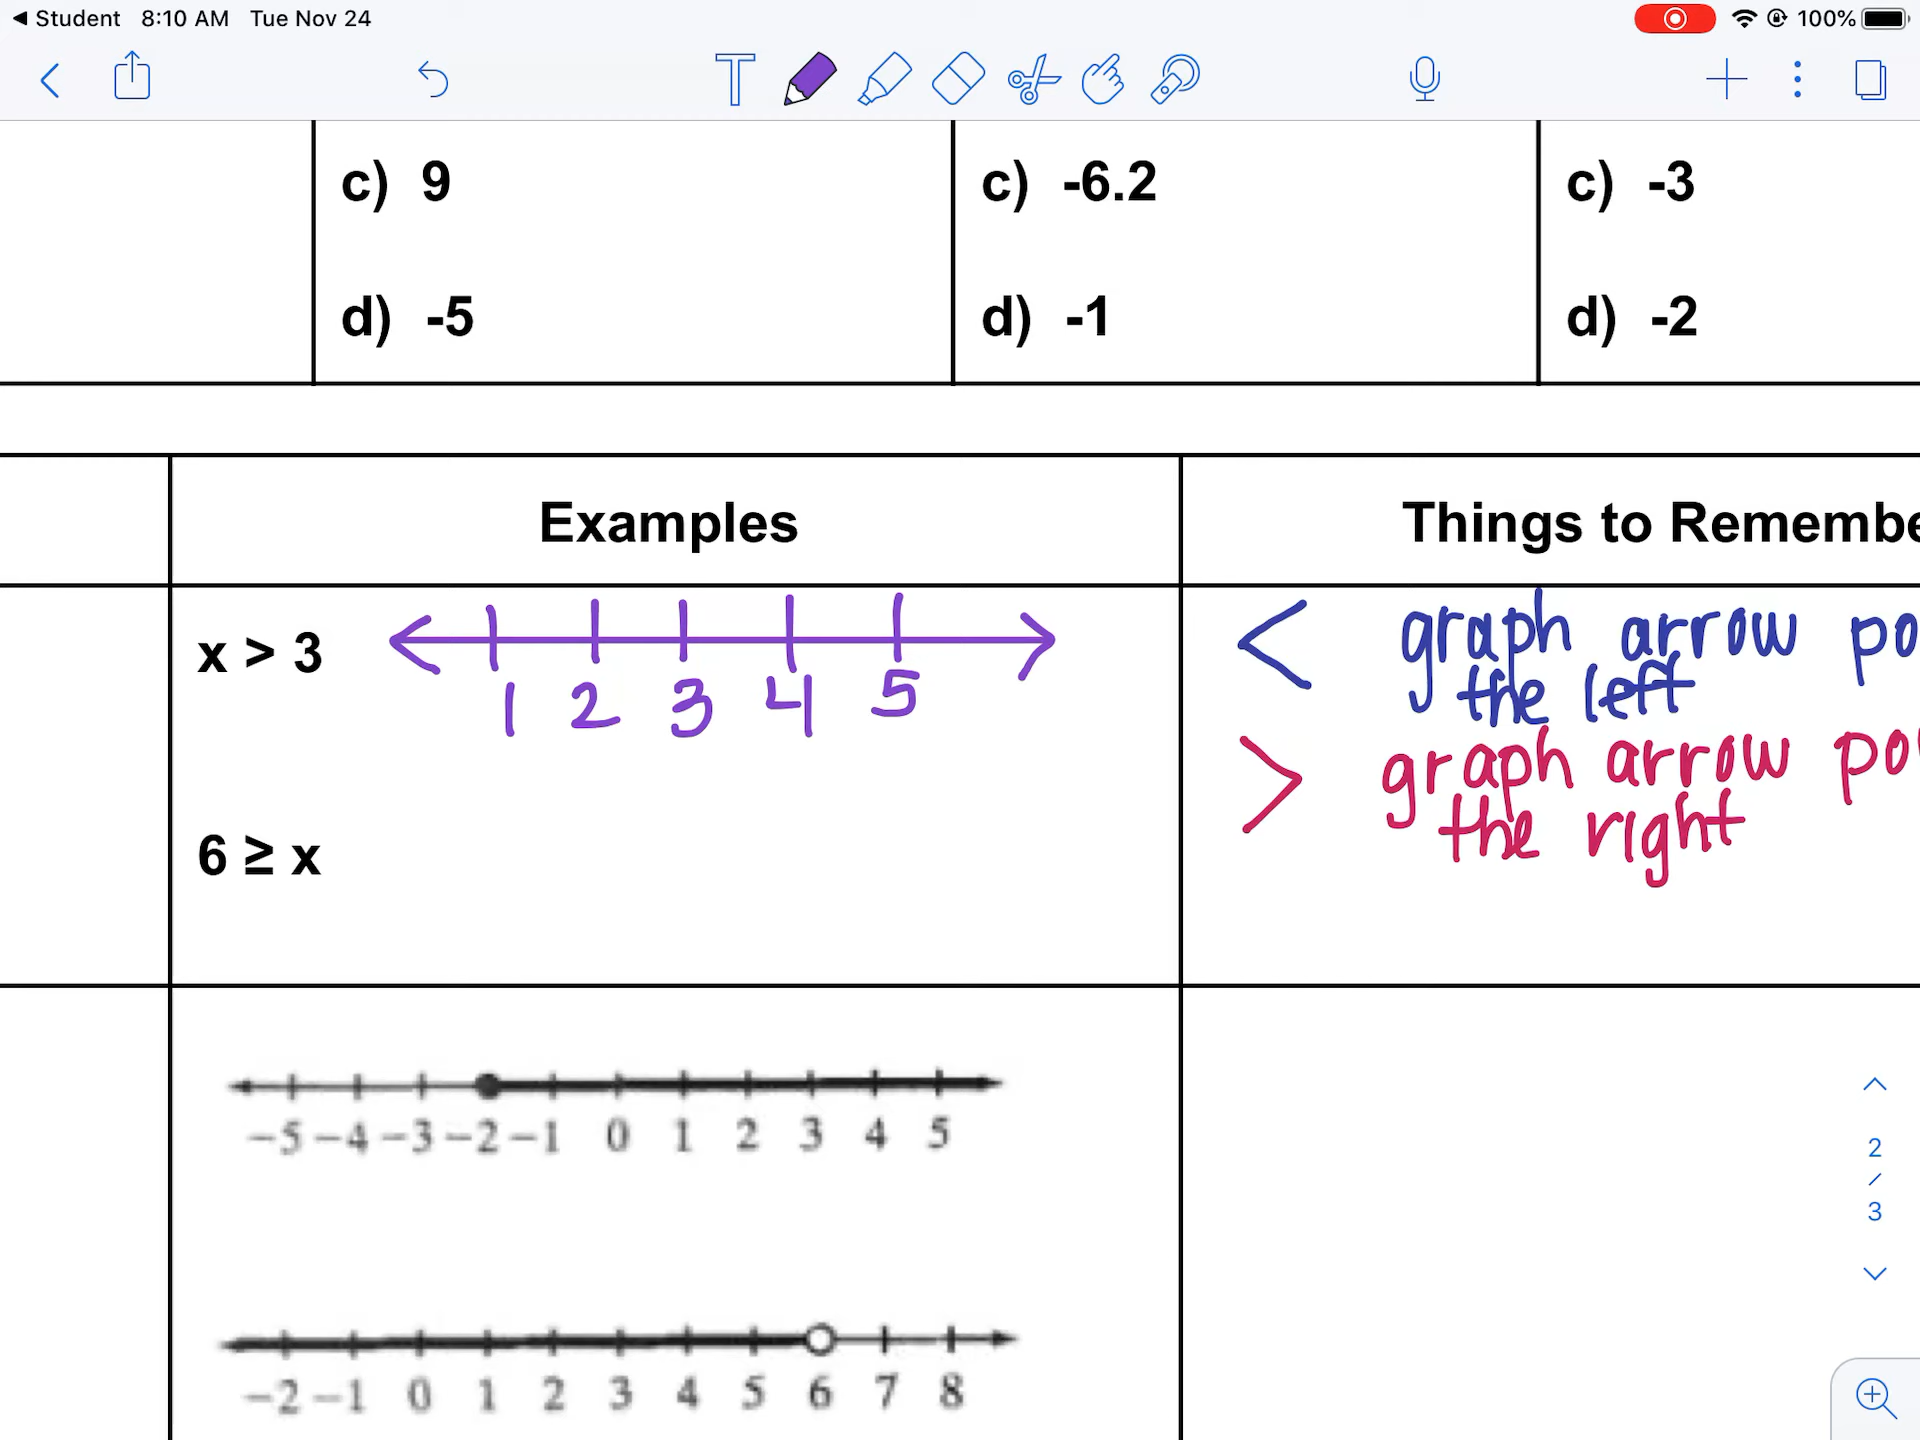 Student 8:10 AM Tue Nov 24 100%
T
c) 9 c) -6.2 c) -3
d) -5 d) -1 d) -2
Examples Things to Remembe
x > 3
1 2 3 4 5
< graph arrow po
the left
> graph arrow po
the right
6 ≥ x
-5 -4 -3 -2 -1 0 1 2 3 4 5
2
/
3
-2 -1 0 1 2 3 4 5 6 7 8